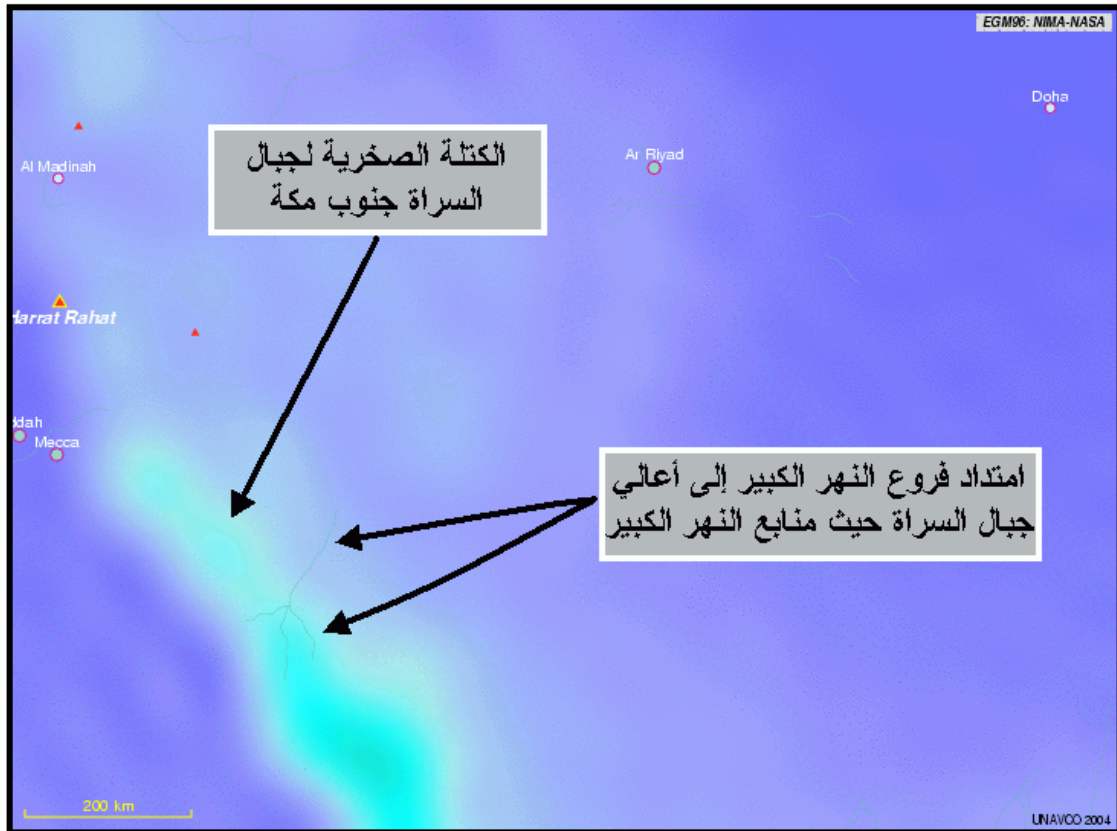 EGM96: NIMA-NASA
Doha
الكتلة الصخرية لجبال
السراة جنوب مكة
Ar Riyad
Al Madinah
Harrat Rahat
ddah
Mecca
امتداد فروع النهر الكبير إلى أعالي
جبال السراة حيث منابع النهر الكبير
200 km
UNAVCO 2004